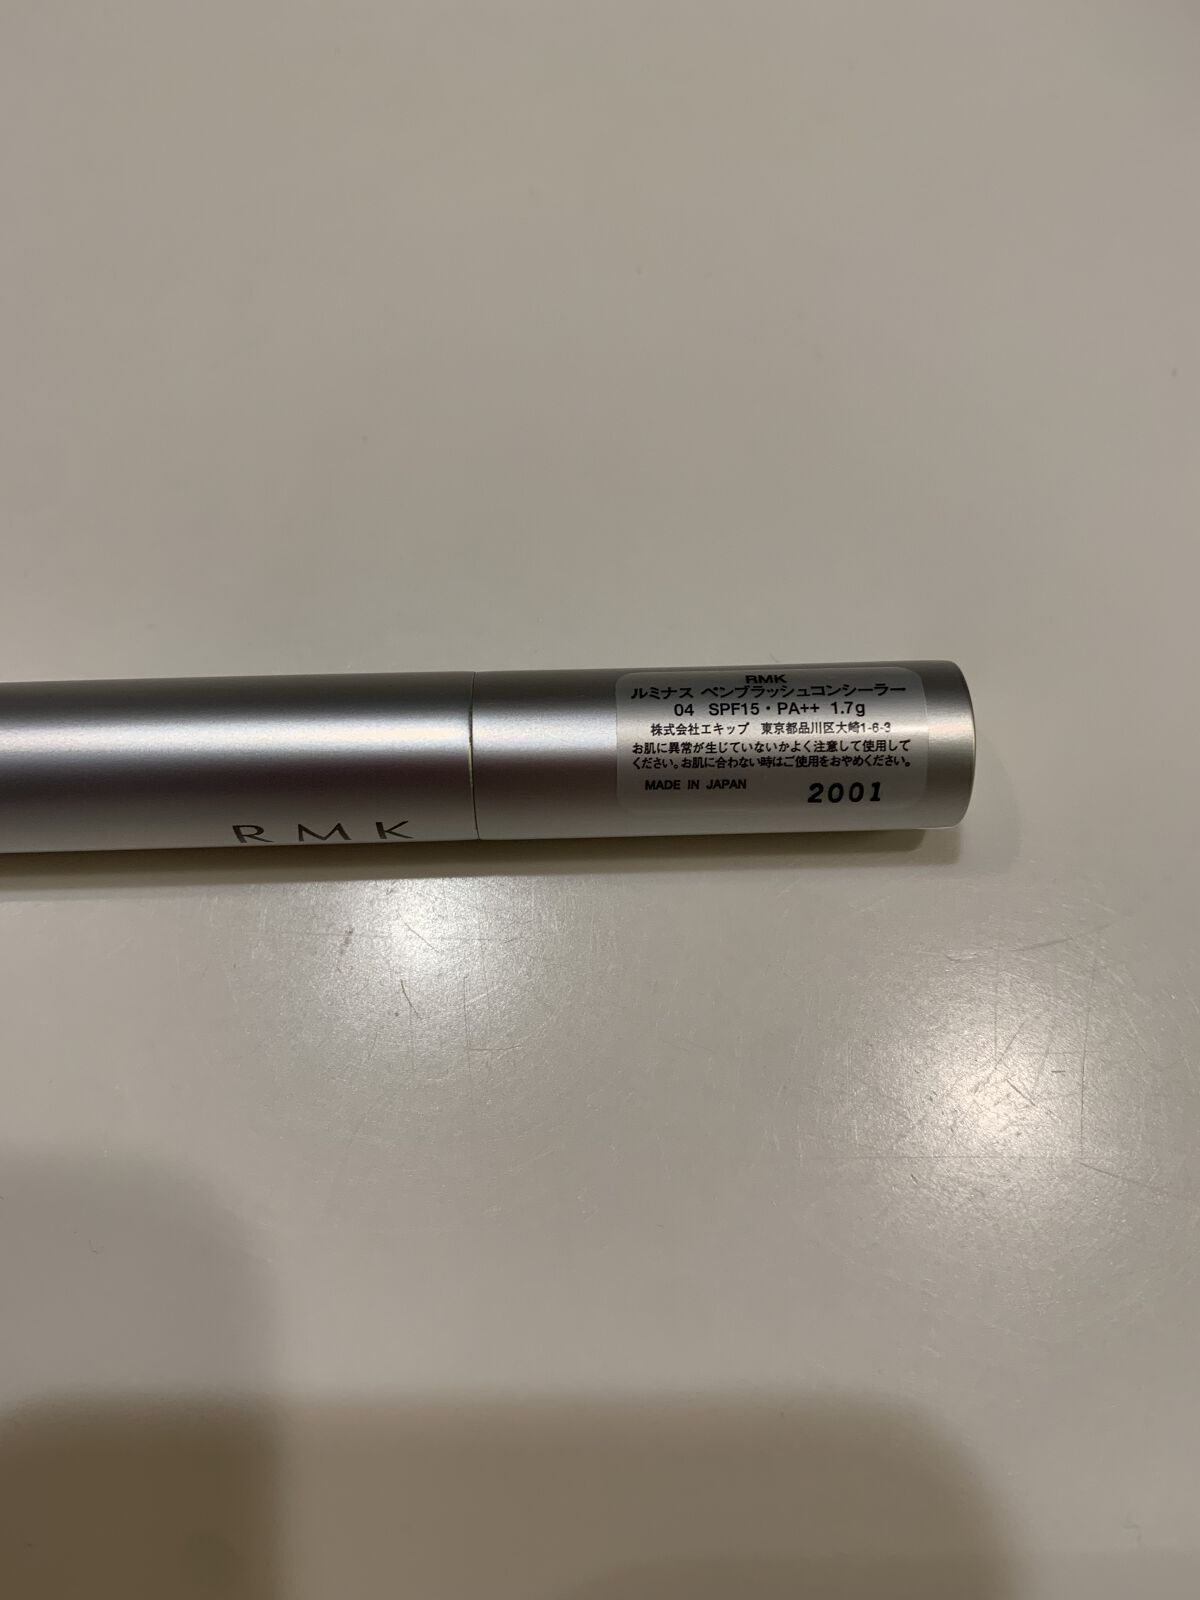 RMK
ルミナス ペンブラッシュコンシーラー
04 SPF15・PA++ 1.7g
株式会社エキップ 東京都品川区大崎1-6-3
お肌に異常が生じていないかよく注意して使用して
ください。お肌に合わない時はご使用をおやめください。
MADE IN JAPAN 2001
RMK